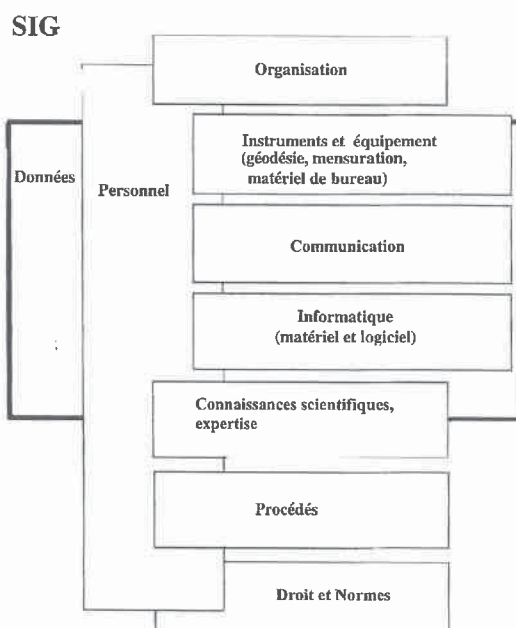 SIG
Organisation
Instruments et équipement
(géodésie, mensuration,
matériel de bureau)
Données
Personnel
Communication
Informatique
(matériel et logiciel)
Connaissances scientifiques,
expertise
Procédés
Droit et Normes